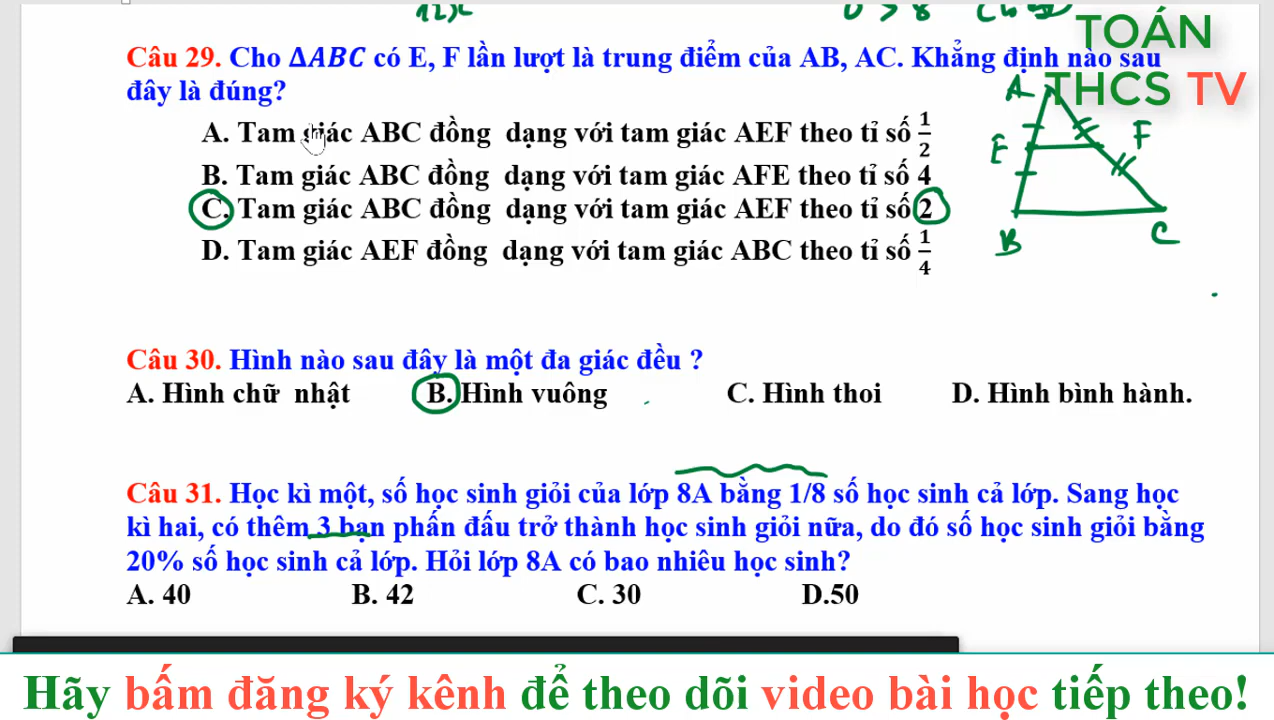 TOÁN
THCS TV
Câu 29. Cho ΔABC có E, F lần lượt là trung điểm của AB, AC. Khẳng định nào sau
đây là đúng?
A. Tam giác ABC đồng dạng với tam giác AEF theo tỉ số 1/2
B. Tam giác ABC đồng dạng với tam giác AFE theo tỉ số 4
C. Tam giác ABC đồng dạng với tam giác AEF theo tỉ số 2
D. Tam giác AEF đồng dạng với tam giác ABC theo tỉ số 1/4
A
E
F
B
C
Câu 30. Hình nào sau đây là một đa giác đều ?
A. Hình chữ nhật B. Hình vuông C. Hình thoi D. Hình bình hành.
Câu 31. Học kì một, số học sinh giỏi của lớp 8A bằng 1/8 số học sinh cả lớp. Sang học
kì hai, có thêm 3 bạn phấn đấu trở thành học sinh giỏi nữa, do đó số học sinh giỏi bằng
20% số học sinh cả lớp. Hỏi lớp 8A có bao nhiêu học sinh?
A. 40 B. 42 C. 30 D.50
Hãy bấm đăng ký kênh để theo dõi video bài học tiếp theo!